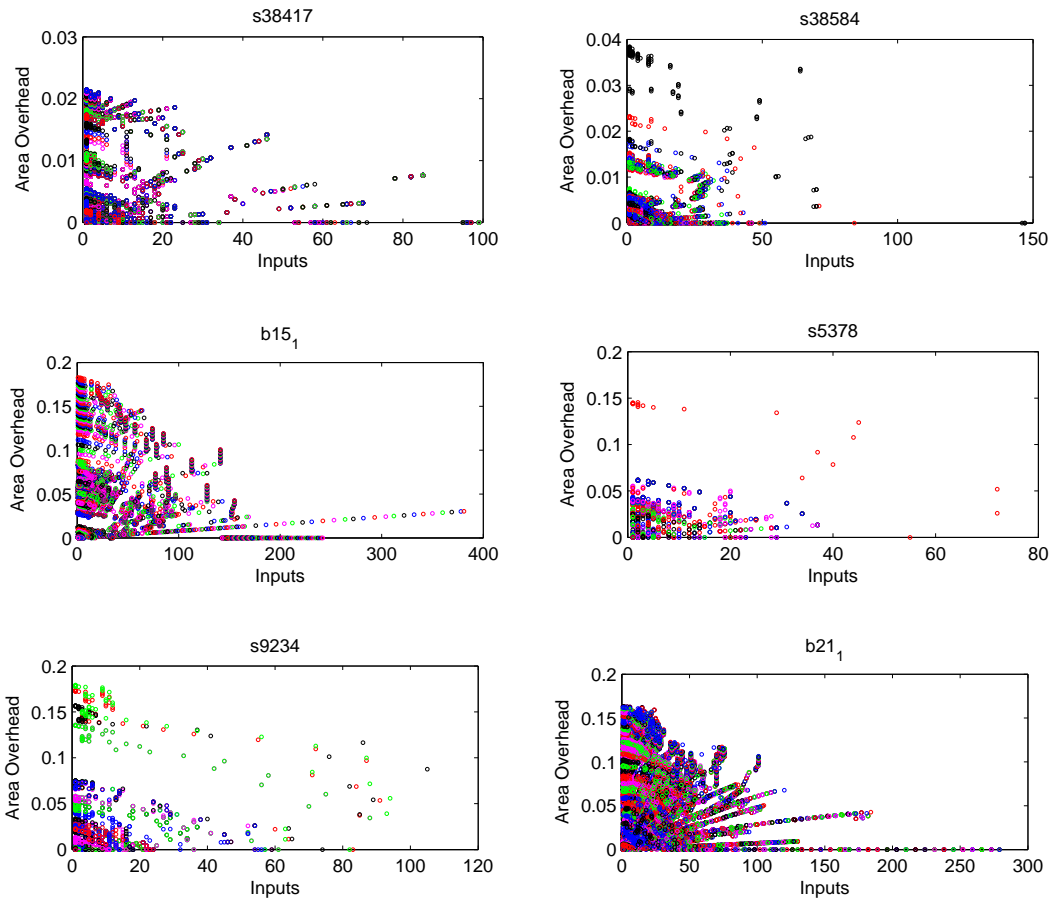 s38417
0.03
0.02
0.01
0
Area Overhead
0 20 40 60 80 100
Inputs
s38584
0.04
0.03
0.02
0.01
0
Area Overhead
0 50 100 150
Inputs
b15₁
0.2
0.15
0.1
0.05
0
Area Overhead
0 100 200 300 400
Inputs
s5378
0.2
0.15
0.1
0.05
0
Area Overhead
0 20 40 60 80
Inputs
s9234
0.2
0.15
0.1
0.05
0
Area Overhead
0 20 40 60 80 100 120
Inputs
b21₁
0.2
0.15
0.1
0.05
0
Area Overhead
0 50 100 150 200 250 300
Inputs